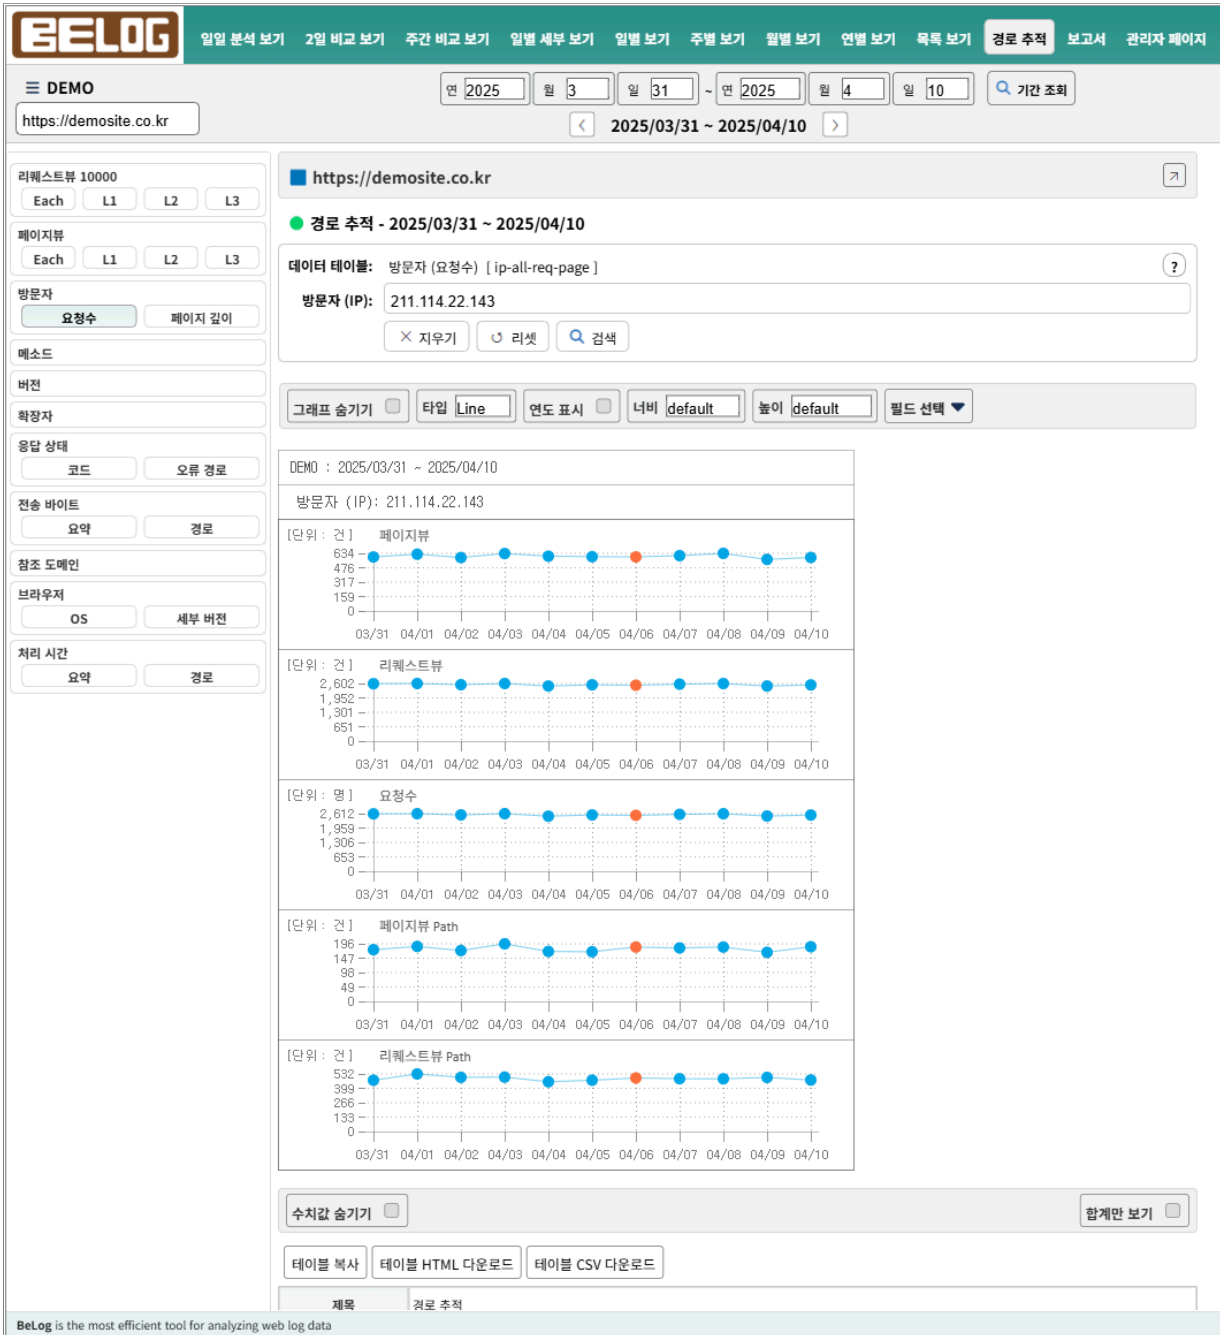 BELOG 일일 분석 보기 2일 비교 보기 주간 비교 보기 일별 세부 보기 일별 보기 주별 보기 월별 보기 연별 보기 목록 보기 경로 추적 보고서 관리자 페이지
☰ DEMO
https://demosite.co.kr
연 2025 월 3 일 31 ~ 연 2025 월 4 일 10 기간 조회
< 2025/03/31 ~ 2025/04/10 >
리퀘스트뷰 10000
Each L1 L2 L3
페이지뷰
Each L1 L2 L3
방문자
요청수 페이지 깊이
메소드
버전
확장자
응답 상태
코드 오류 경로
전송 바이트
요약 경로
참조 도메인
브라우저
OS 세부 버전
처리 시간
요약 경로
https://demosite.co.kr
경로 추적 - 2025/03/31 ~ 2025/04/10
데이터 테이블: 방문자 (요청수) [ ip-all-req-page ] ?
방문자 (IP): 211.114.22.143
지우기 리셋 검색
그래프 숨기기 타입 Line 연도 표시 너비 default 높이 default 필드 선택 ▼
DEMO : 2025/03/31 ~ 2025/04/10
방문자 (IP): 211.114.22.143
[단위 : 건] 페이지뷰
634
476
317
159
0
03/31 04/01 04/02 04/03 04/04 04/05 04/06 04/07 04/08 04/09 04/10
[단위 : 건] 리퀘스트뷰
2,602
1,952
1,301
651
0
03/31 04/01 04/02 04/03 04/04 04/05 04/06 04/07 04/08 04/09 04/10
[단위 : 명] 요청수
2,612
1,959
1,306
653
0
03/31 04/01 04/02 04/03 04/04 04/05 04/06 04/07 04/08 04/09 04/10
[단위 : 건] 페이지뷰 Path
196
147
98
49
0
03/31 04/01 04/02 04/03 04/04 04/05 04/06 04/07 04/08 04/09 04/10
[단위 : 건] 리퀘스트뷰 Path
532
399
266
133
0
03/31 04/01 04/02 04/03 04/04 04/05 04/06 04/07 04/08 04/09 04/10
수치값 숨기기 합계만 보기
테이블 복사 테이블 HTML 다운로드 테이블 CSV 다운로드
제목 경로 추적
BeLog is the most efficient tool for analyzing web log data